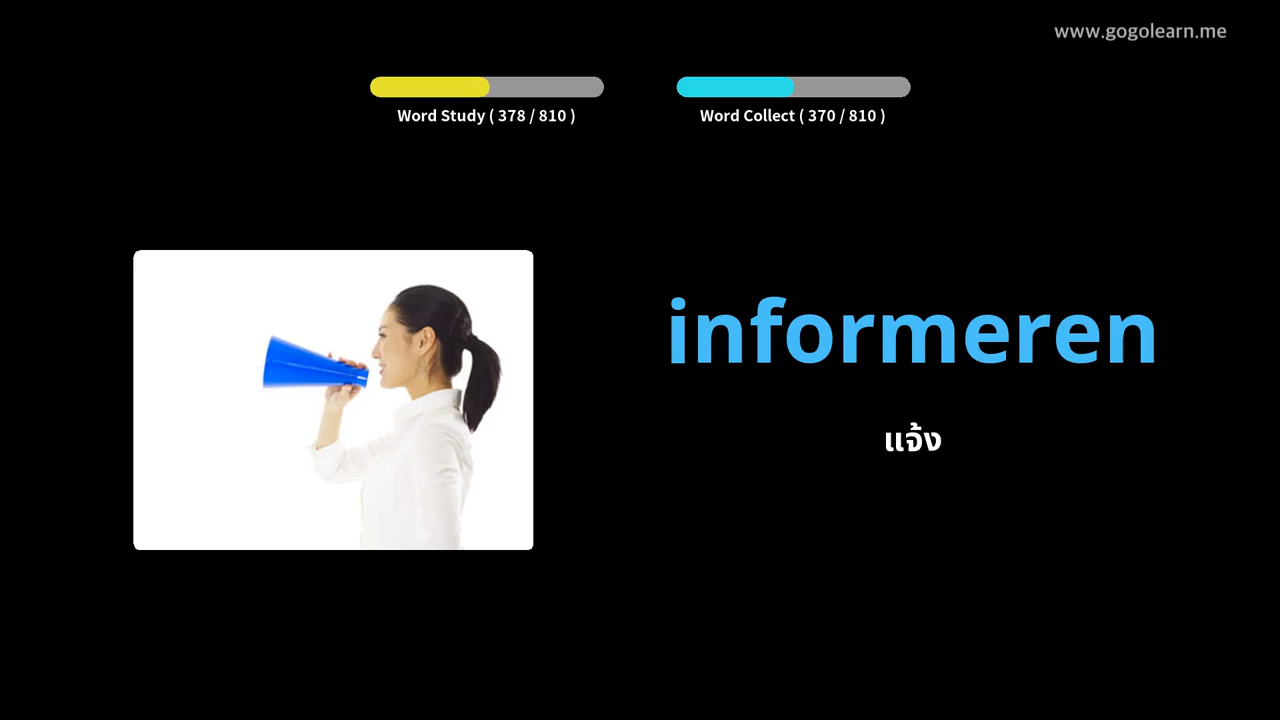 www.gogolearn.me
Word Study ( 378 / 810 )
Word Collect ( 370 / 810 )
informeren
แจ้ง